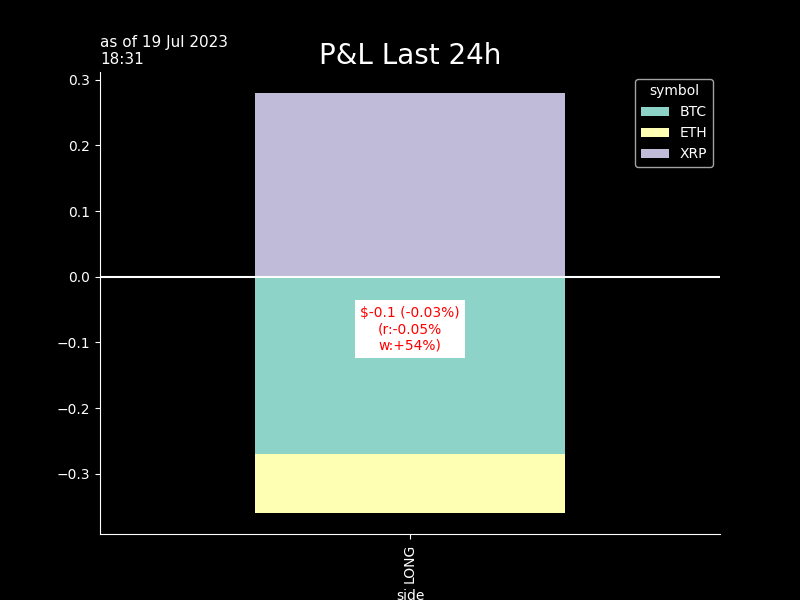 as of 19 Jul 2023
18:31
P&L Last 24h
symbol
BTC
ETH
XRP
0.3
0.2
0.1
0.0
−0.1
−0.2
−0.3
$-0.1 (-0.03%)
(r:-0.05%
w:+54%)
LONG
side